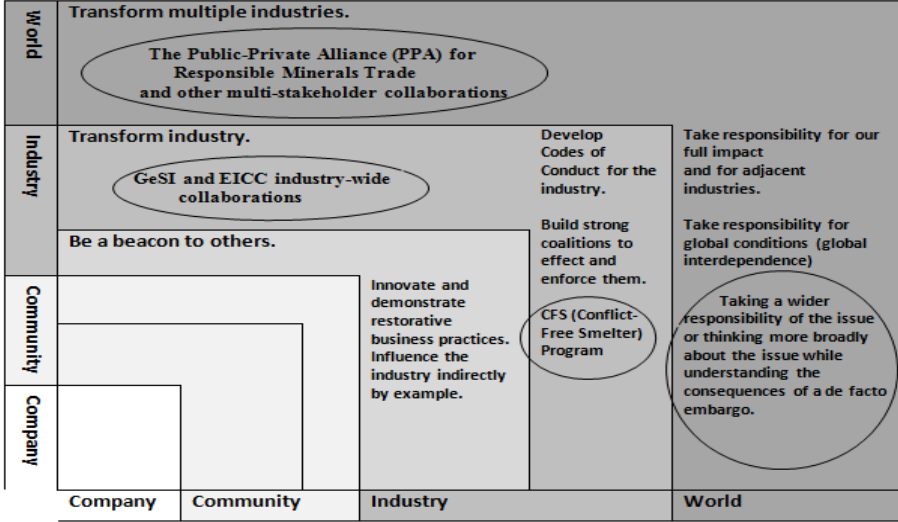 World
Transform multiple industries.
The Public-Private Alliance (PPA) for
Responsible Minerals Trade
and other multi-stakeholder collaborations
Industry
Transform industry.
GeSI and EICC industry-wide
collaborations
Develop
Codes of
Conduct for the
industry.
Build strong
coalitions to
effect and
enforce them.
CFS (Conflict-
Free Smelter)
Program
Take responsibility for our
full impact
and for adjacent
industries.
Take responsibility for
global conditions (global
interdependence)
Taking a wider
responsibility of the issue
or thinking more broadly
about the issue while
understanding the
consequences of a de facto
embargo.
Be a beacon to others.
Innovate and
demonstrate
restorative
business practices.
Influence the
industry indirectly
by example.
Community
Company
Company
Community
Industry
World